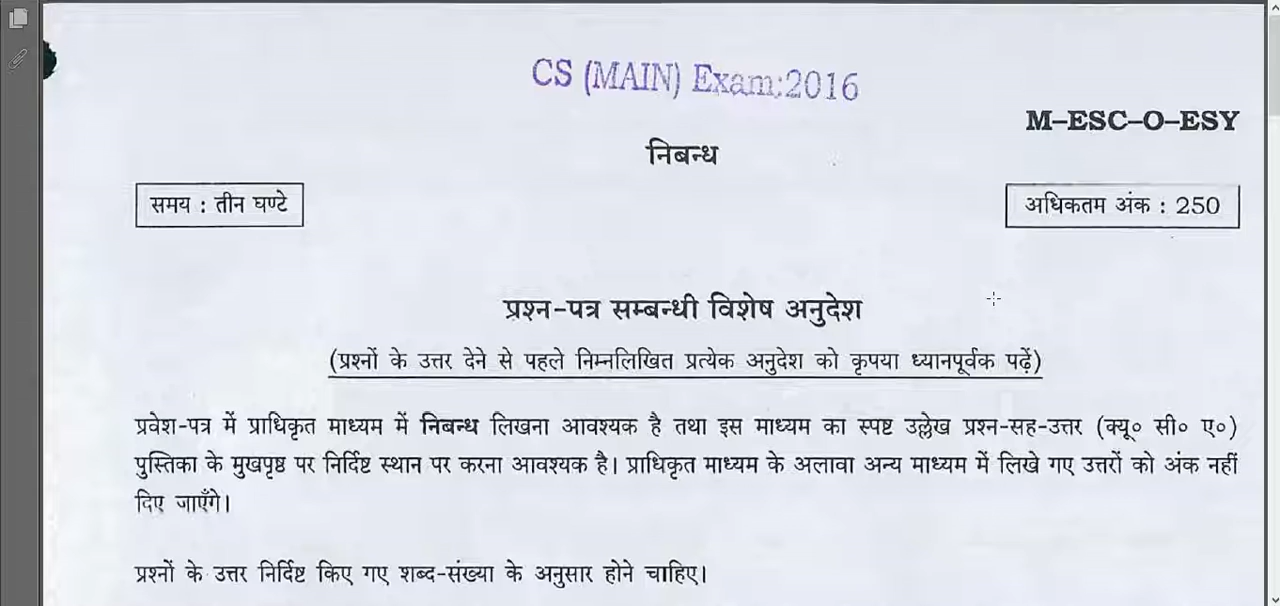 CS (MAIN) Exam:2016
M–ESC–O–ESY
निबन्ध
समय : तीन घण्टे
अधिकतम अंक : 250
प्रश्न-पत्र सम्बन्धी विशेष अनुदेश
(प्रश्नों के उत्तर देने से पहले निम्नलिखित प्रत्येक अनुदेश को कृपया ध्यानपूर्वक पढ़ें)
प्रवेश-पत्र में प्राधिकृत माध्यम में निबन्ध लिखना आवश्यक है तथा इस माध्यम का स्पष्ट उल्लेख प्रश्न-सह-उत्तर (क्यू० सी० ए०)
पुस्तिका के मुखपृष्ठ पर निर्दिष्ट स्थान पर करना आवश्यक है। प्राधिकृत माध्यम के अलावा अन्य माध्यम में लिखे गए उत्तरों को अंक नहीं
दिए जाएँगे।
प्रश्नों के उत्तर निर्दिष्ट किए गए शब्द-संख्या के अनुसार होने चाहिए।